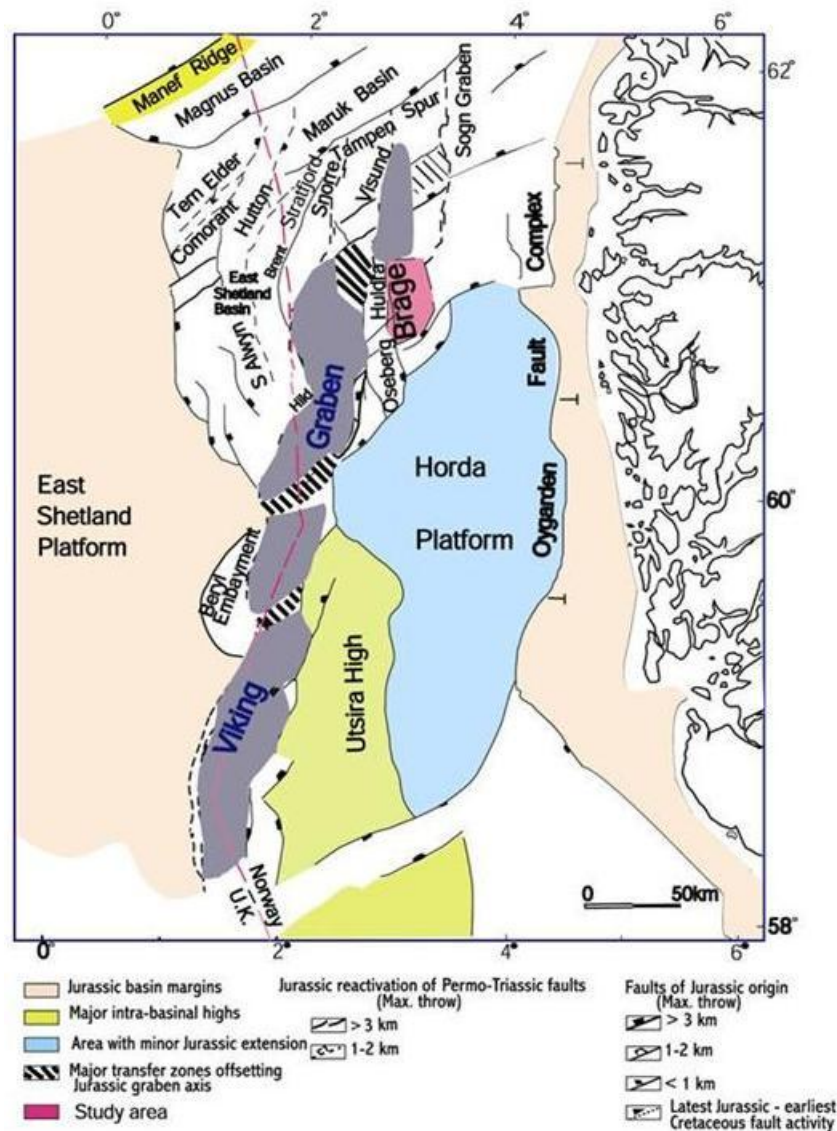 0°
2°
4°
6°
62°
Manef Ridge
Magnus Basin
Maruk Basin
Tampen Spur
Sogn Graben
Tern Elder
Comorant
Hutton
Stratfjord
Snorre
Visund
Brent
East
Shetland
Basin
S Alwyn
Huldra
Brage
Oseberg
Hild
Graben
Complex
Fault
Oygarden
Horda
Platform
East
Shetland
Platform
60°
Beryl
Embayment
Viking
Utsira High
Norway
U.K.
0 50km
58°
0°
2°
4°
6°
Jurassic basin margins
Major intra-basinal highs
Area with minor Jurassic extension
Major transfer zones offsetting
Jurassic graben axis
Study area
Jurassic reactivation of Permo-Triassic faults
(Max. throw)
> 3 km
1-2 km
Faults of Jurassic origin
(Max. throw)
> 3 km
1-2 km
< 1 km
Latest Jurassic - earliest
Cretaceous fault activity